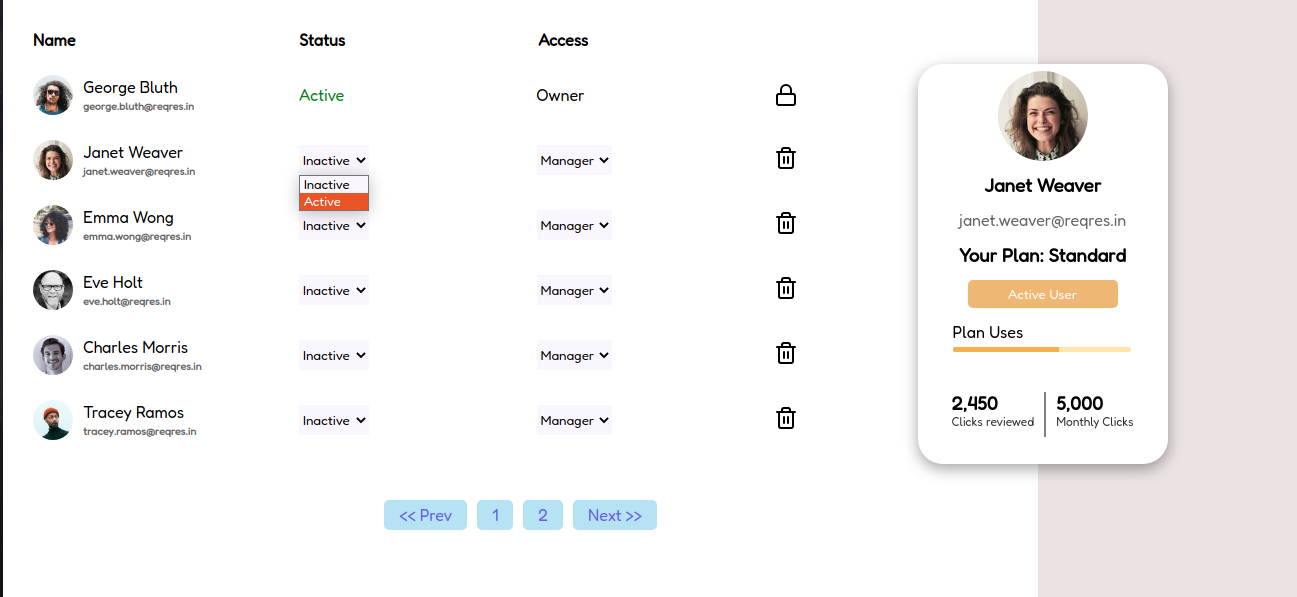 Name Status Access
George Bluth
george.bluth@reqres.in
Active Owner
Janet Weaver
janet.weaver@reqres.in
Inactive Manager
Inactive
Active
Emma Wong
emma.wong@reqres.in
Inactive Manager
Eve Holt
eve.holt@reqres.in
Inactive Manager
Charles Morris
charles.morris@reqres.in
Inactive Manager
Tracey Ramos
tracey.ramos@reqres.in
Inactive Manager
<< Prev 1 2 Next >>
Janet Weaver
janet.weaver@reqres.in
Your Plan: Standard
Active User
Plan Uses
2,450 5,000
Clicks reviewed Monthly Clicks